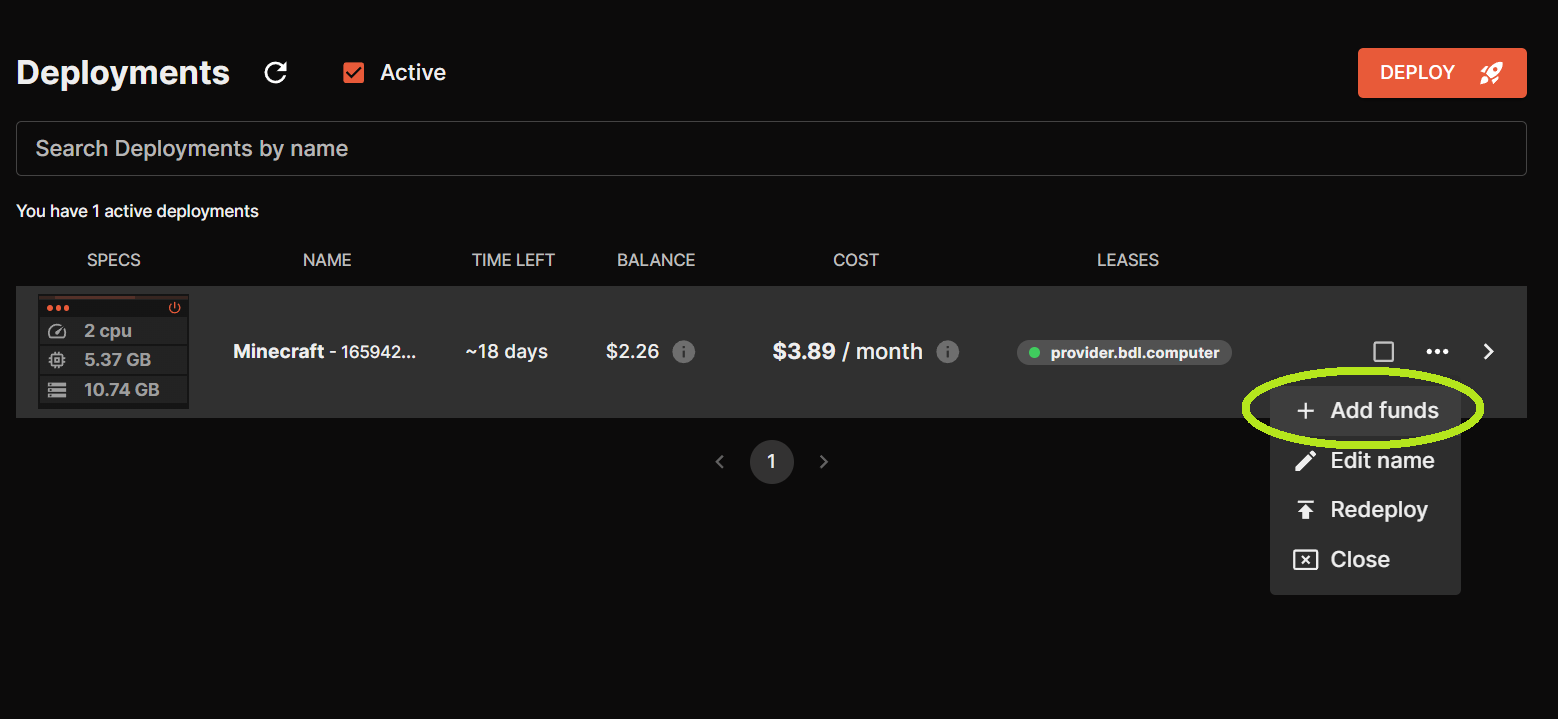 Deployments
Active
DEPLOY
Search Deployments by name
You have 1 active deployments
SPECS NAME TIME LEFT BALANCE COST LEASES
2 cpu
5.37 GB
10.74 GB
Minecraft - 165942... ~18 days $2.26 $3.89 / month provider.bdl.computer
Add funds
Edit name
Redeploy
Close
1